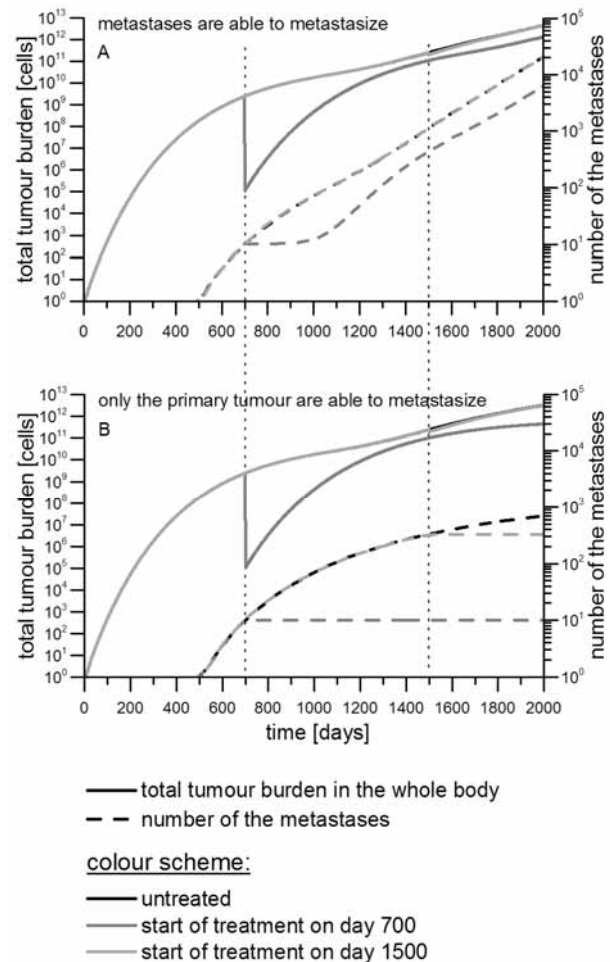 metastases are able to metastasize
A
total tumour burden [cells]
10^13
10^12
10^11
10^10
10^9
10^8
10^7
10^6
10^5
10^4
10^3
10^2
10^1
10^0
number of the metastases
10^5
10^4
10^3
10^2
10^1
10^0
0 200 400 600 800 1000 1200 1400 1600 1800 2000
only the primary tumour are able to metastasize
B
total tumour burden [cells]
10^13
10^12
10^11
10^10
10^9
10^8
10^7
10^6
10^5
10^4
10^3
10^2
10^1
10^0
number of the metastases
10^5
10^4
10^3
10^2
10^1
10^0
0 200 400 600 800 1000 1200 1400 1600 1800 2000
time [days]
total tumour burden in the whole body
number of the metastases
colour scheme:
untreated
start of treatment on day 700
start of treatment on day 1500